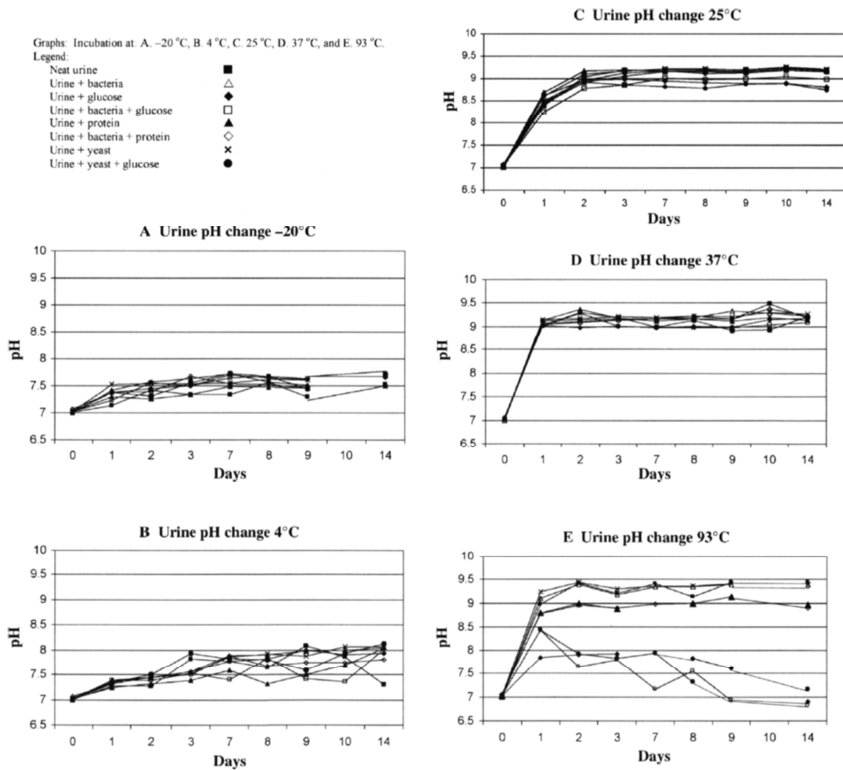 Graphs: Incubation at: A. –20 °C, B. 4 °C, C. 25 °C, D. 37 °C, and E. 93 °C.
Legend:
Neat urine
Urine + bacteria
Urine + glucose
Urine + bacteria + glucose
Urine + protein
Urine + bacteria + protein
Urine + yeast
Urine + yeast + glucose
A Urine pH change –20°C
10
9.5
9
8.5
8
7.5
7
6.5
pH
0 1 2 3 7 8 9 10 14
Days
B Urine pH change 4°C
10
9.5
9
8.5
8
7.5
7
6.5
pH
0 1 2 3 7 8 9 10 14
Days
C Urine pH change 25°C
10
9.5
9
8.5
8
7.5
7
6.5
pH
0 1 2 3 7 8 9 10 14
Days
D Urine pH change 37°C
10
9.5
9
8.5
8
7.5
7
6.5
pH
0 1 2 3 7 8 9 10 14
Days
E Urine pH change 93°C
10
9.5
9
8.5
8
7.5
7
6.5
pH
0 1 2 3 7 8 9 10 14
Days